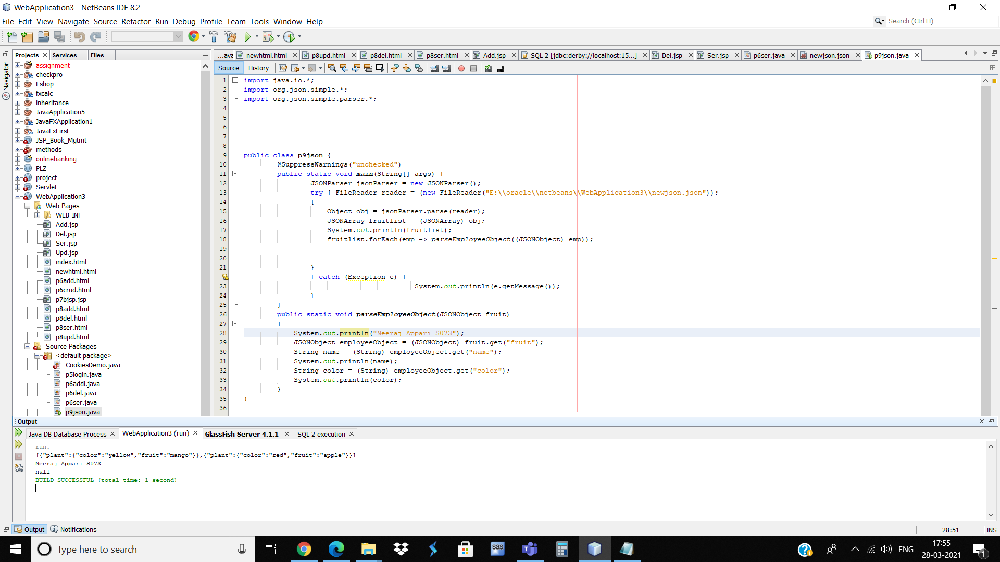 WebApplication3 - NetBeans IDE 8.2
File Edit View Navigate Source Refactor Run Debug Profile Team Tools Window Help
Search (Ctrl+I)
Projects Services Files
...ava newhtml.html p8upd.html p8del.html p8ser.html Add.jsp SQL 2 [jdbc:derby://localhost:15...] Del.jsp Ser.jsp p6ser.java newjson.json p9json.java
Navigator
Source History
assignment
checkpro
Eshop
fxcalc
inheritance
JavaApplication5
JavaFXApplication1
JavaFxFirst
JSP_Book_Mgtmt
methods
onlinebanking
PLZ
project
Servlet
WebApplication3
Web Pages
WEB-INF
Add.jsp
Del.jsp
Ser.jsp
Upd.jsp
index.html
newhtml.html
p6add.html
p6crud.html
p7bjsp.jsp
p8add.html
p8del.html
p8ser.html
p8upd.html
Source Packages
<default package>
CookiesDemo.java
p5login.java
p6addi.java
p6del.java
p6ser.java
p9json.java
1 import java.io.*;
2 import org.json.simple.*;
3 import org.json.simple.parser.*;
4
5
6
7
8
9 public class p9json {
10 @SuppressWarnings("unchecked")
11 public static void main(String[] args) {
12 JSONParser jsonParser = new JSONParser();
13 try { FileReader reader = (new FileReader("E:\\oracle\\netbeans\\WebApplication3\\newjson.json"));
14 {
15 Object obj = jsonParser.parse(reader);
16 JSONArray fruitlist = (JSONArray) obj;
17 System.out.println(fruitlist);
18 fruitlist.forEach(emp -> parseEmployeeObject((JSONObject) emp));
19
20
21 }
} catch (Exception e) {
23 System.out.println(e.getMessage());
24 }
25 }
26 public static void parseEmployeeObject(JSONObject fruit)
27 {
28 System.out.println("Neeraj Appari S073");
29 JSONObject employeeObject = (JSONObject) fruit.get("fruit");
30 String name = (String) employeeObject.get("name");
31 System.out.println(name);
32 String color = (String) employeeObject.get("color");
33 System.out.println(color);
34 }
35 }
36
Output
Java DB Database Process WebApplication3 (run) GlassFish Server 4.1.1 SQL 2 execution
run:
[{"plant":{"color":"yellow","fruit":"mango"}},{"plant":{"color":"red","fruit":"apple"}}]
Neeraj Appari S073
null
BUILD SUCCESSFUL (total time: 1 second)
Output Notifications
28:51 INS
Type here to search
sas
ENG
17:55
28-03-2021
1